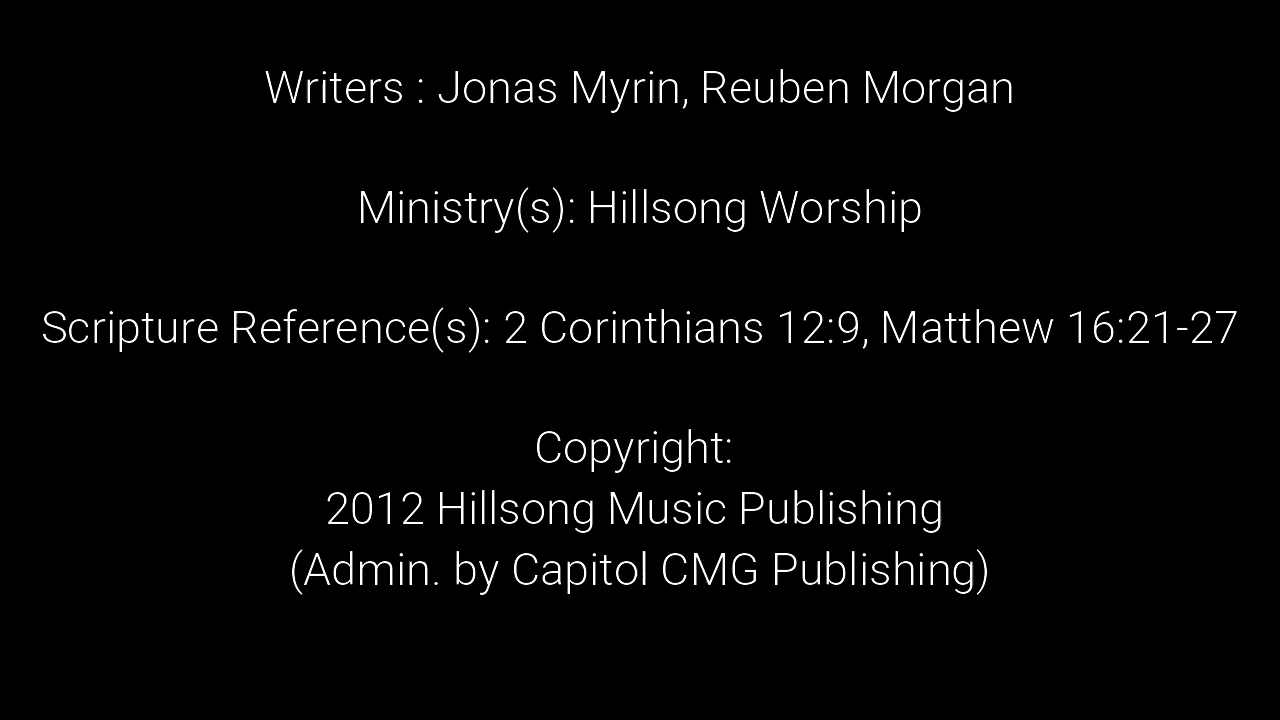 Writers : Jonas Myrin, Reuben Morgan
Ministry(s): Hillsong Worship
Scripture Reference(s): 2 Corinthians 12:9, Matthew 16:21-27
Copyright:
2012 Hillsong Music Publishing
(Admin. by Capitol CMG Publishing)